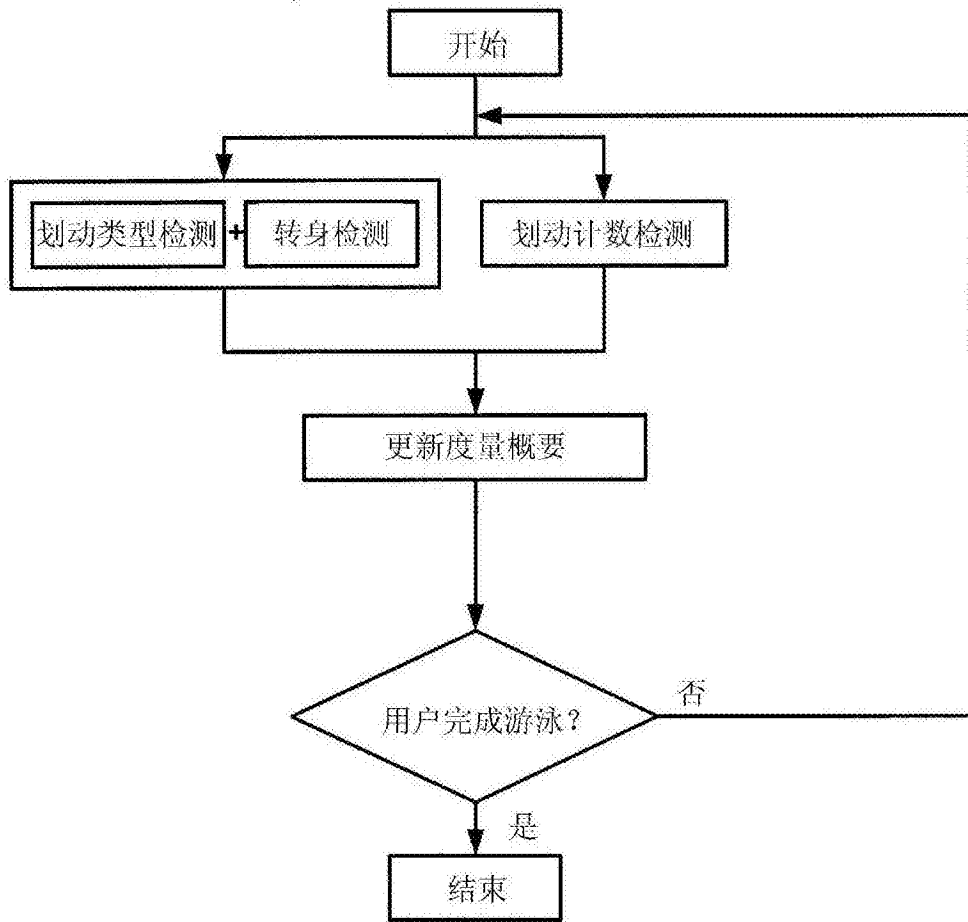 开始
划动类型检测
+
转身检测
划动计数检测
更新度量概要
用户完成游泳?
否
是
结束